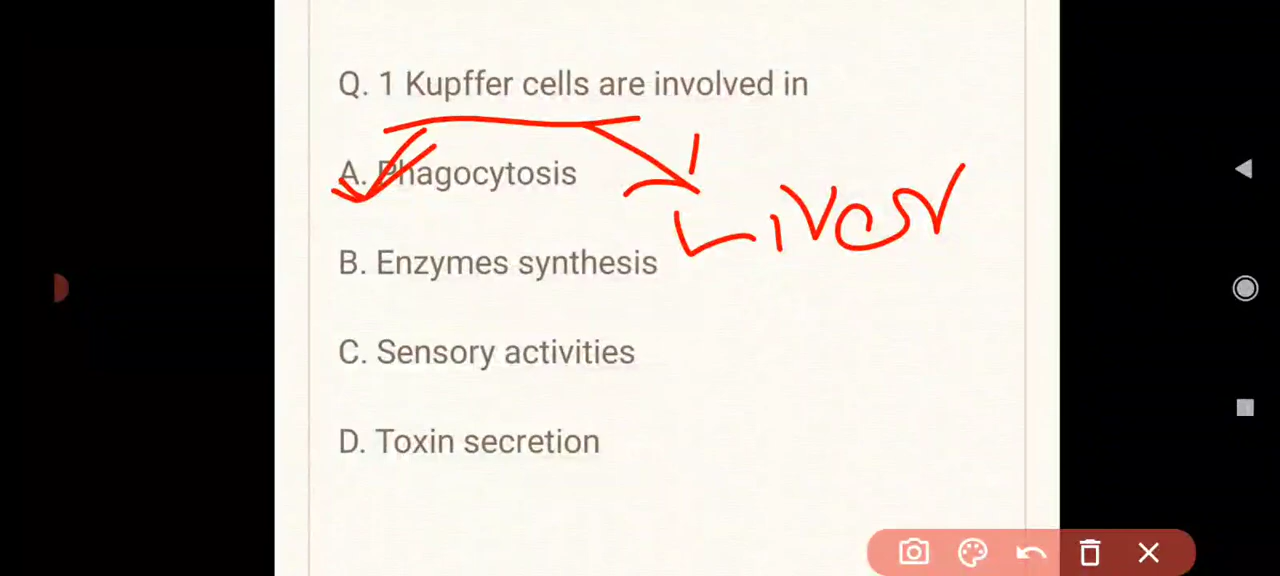 Q. 1 Kupffer cells are involved in
A. Phagocytosis
Liver
B. Enzymes synthesis
C. Sensory activities
D. Toxin secretion